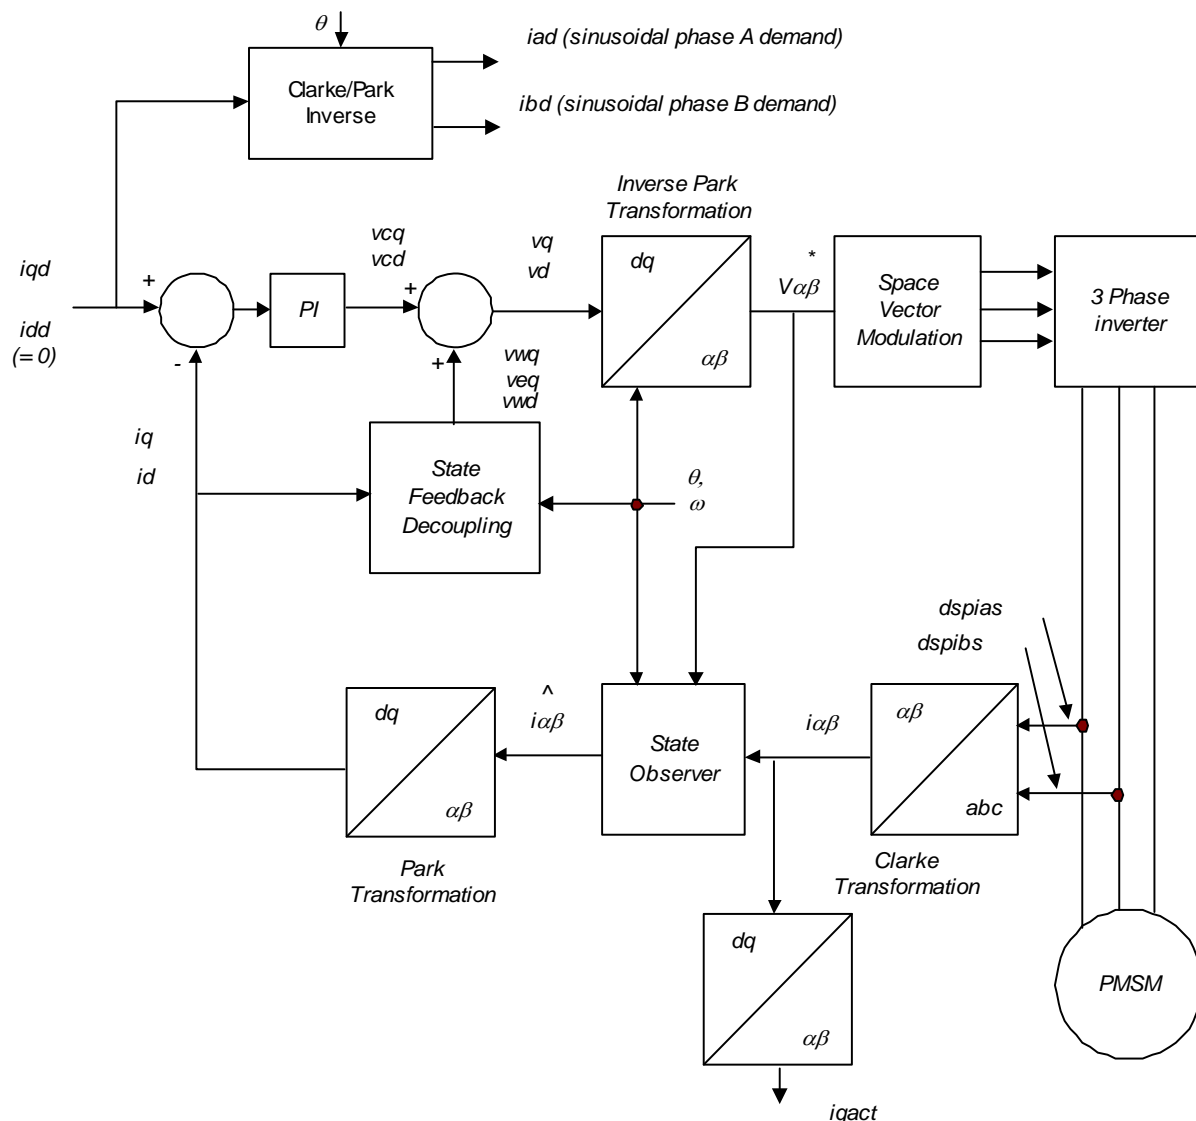 θ
iad (sinusoidal phase A demand)
Clarke/Park
Inverse
ibd (sinusoidal phase B demand)
Inverse Park
Transformation
iqd
idd
(= 0)
+
-
PI
vcq
vcd
+
+
vwq
veq
vwd
vq
vd
dq
αβ
*
Vαβ
Space
Vector
Modulation
3 Phase
inverter
iq
id
State
Feedback
Decoupling
θ,
ω
dspias
dspibs
dq
αβ
Park
Transformation
^
iαβ
State
Observer
iαβ
αβ
abc
Clarke
Transformation
dq
αβ
PMSM
iqact